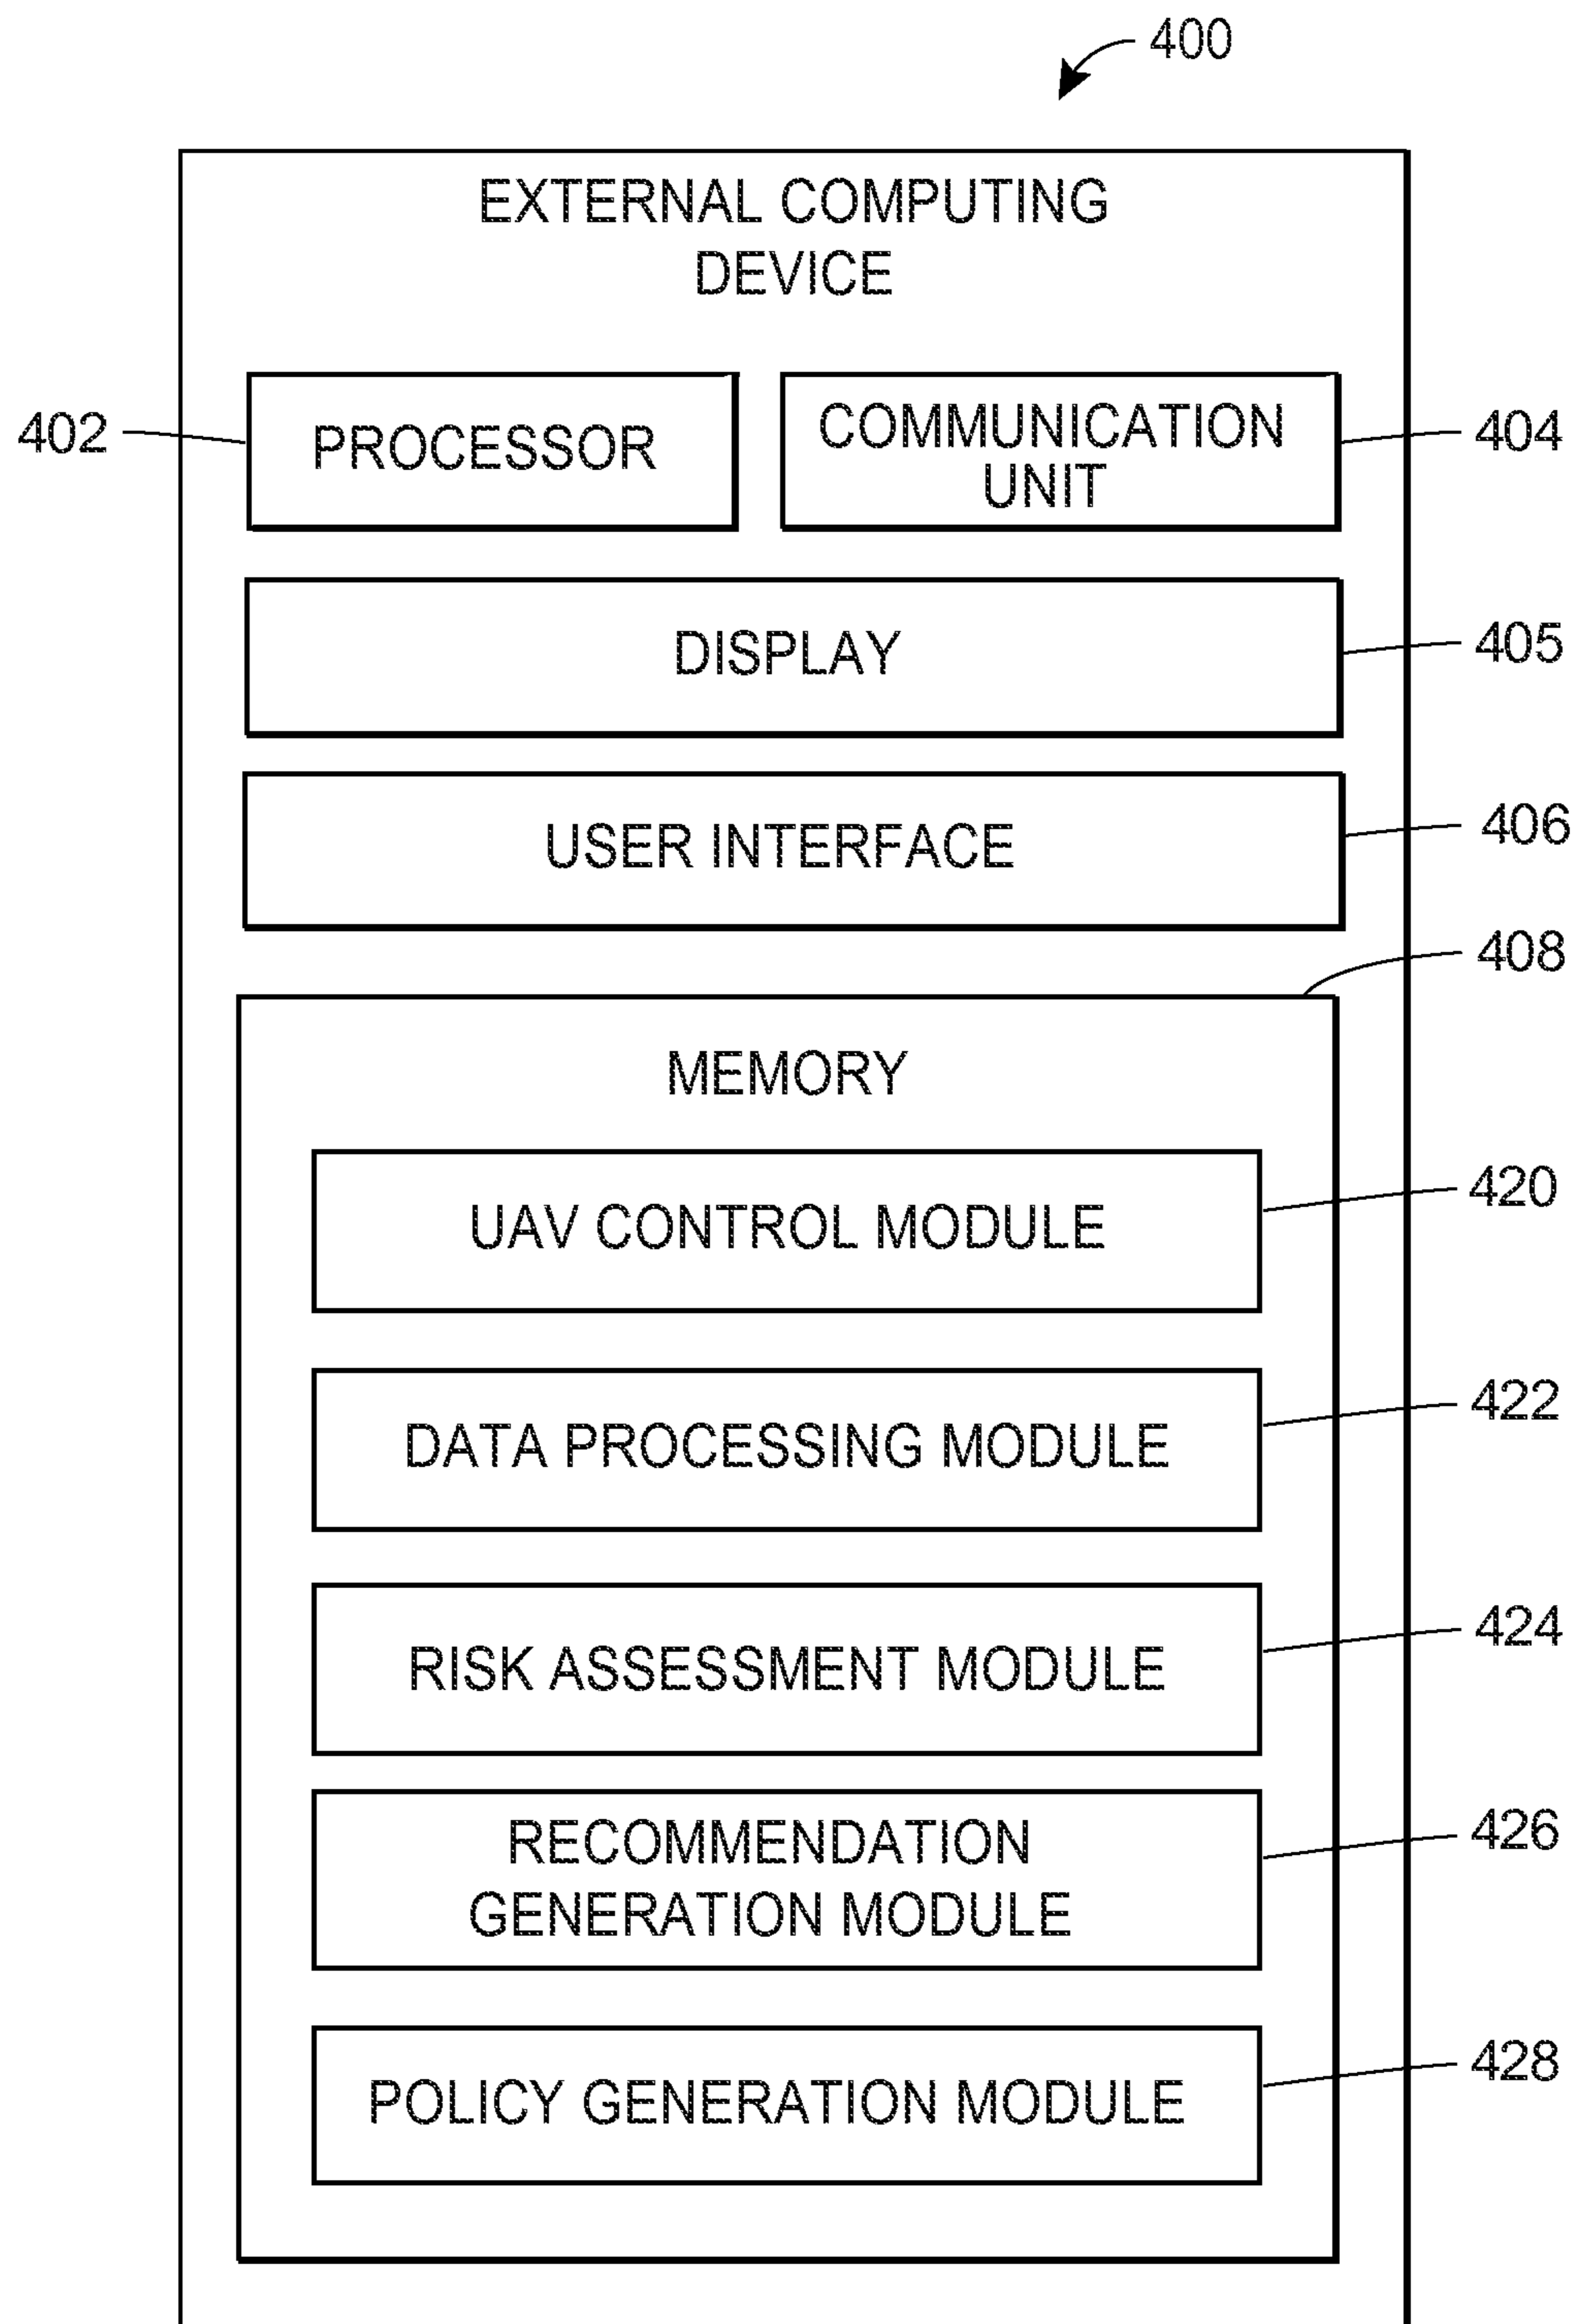 400
EXTERNAL COMPUTING
DEVICE
402
PROCESSOR
COMMUNICATION
UNIT
404
DISPLAY
405
USER INTERFACE
406
408
MEMORY
UAV CONTROL MODULE
420
DATA PROCESSING MODULE
422
RISK ASSESSMENT MODULE
424
RECOMMENDATION
GENERATION MODULE
426
POLICY GENERATION MODULE
428